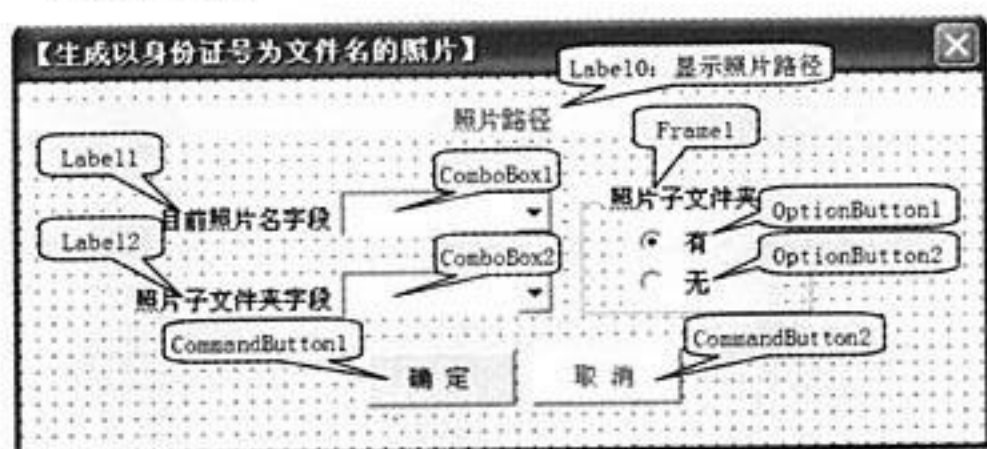 【生成以身份证号为文件名的照片】
Label0：显示照片路径
照片路径
Frame1
Label1
ComboBox1
目前照片名字段
照片子文件夹
OptionButton1
有
Label2
ComboBox2
OptionButton2
无
照片子文件夹字段
CommandButton1
CommandButton2
确 定
取 消